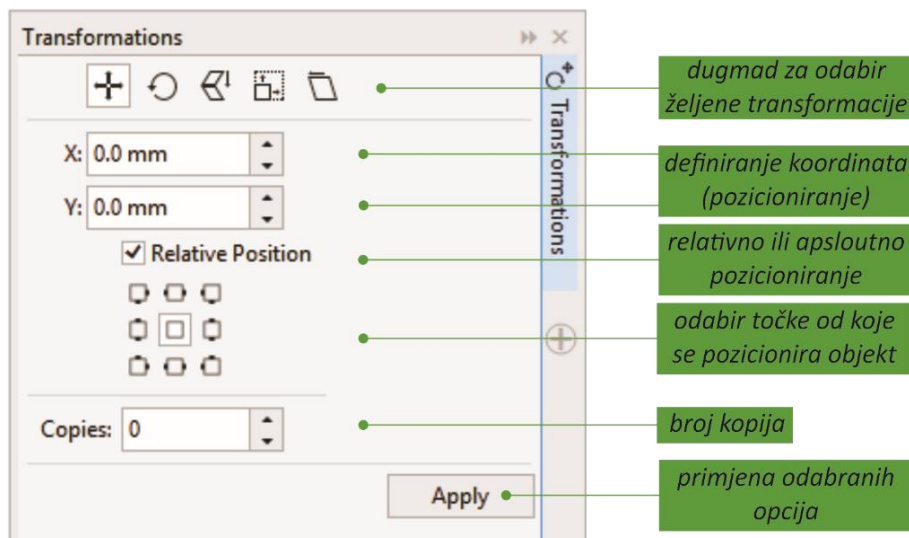 Transformations
dugmad za odabir
željene transformacije
Transformations
X: 0.0 mm
definiranje koordinata
(pozicioniranje)
Y: 0.0 mm
Relative Position
relativno ili apsloutno
pozicioniranje
odabir točke od koje
se pozicionira objekt
Copies: 0
broj kopija
Apply
primjena odabranih
opcija